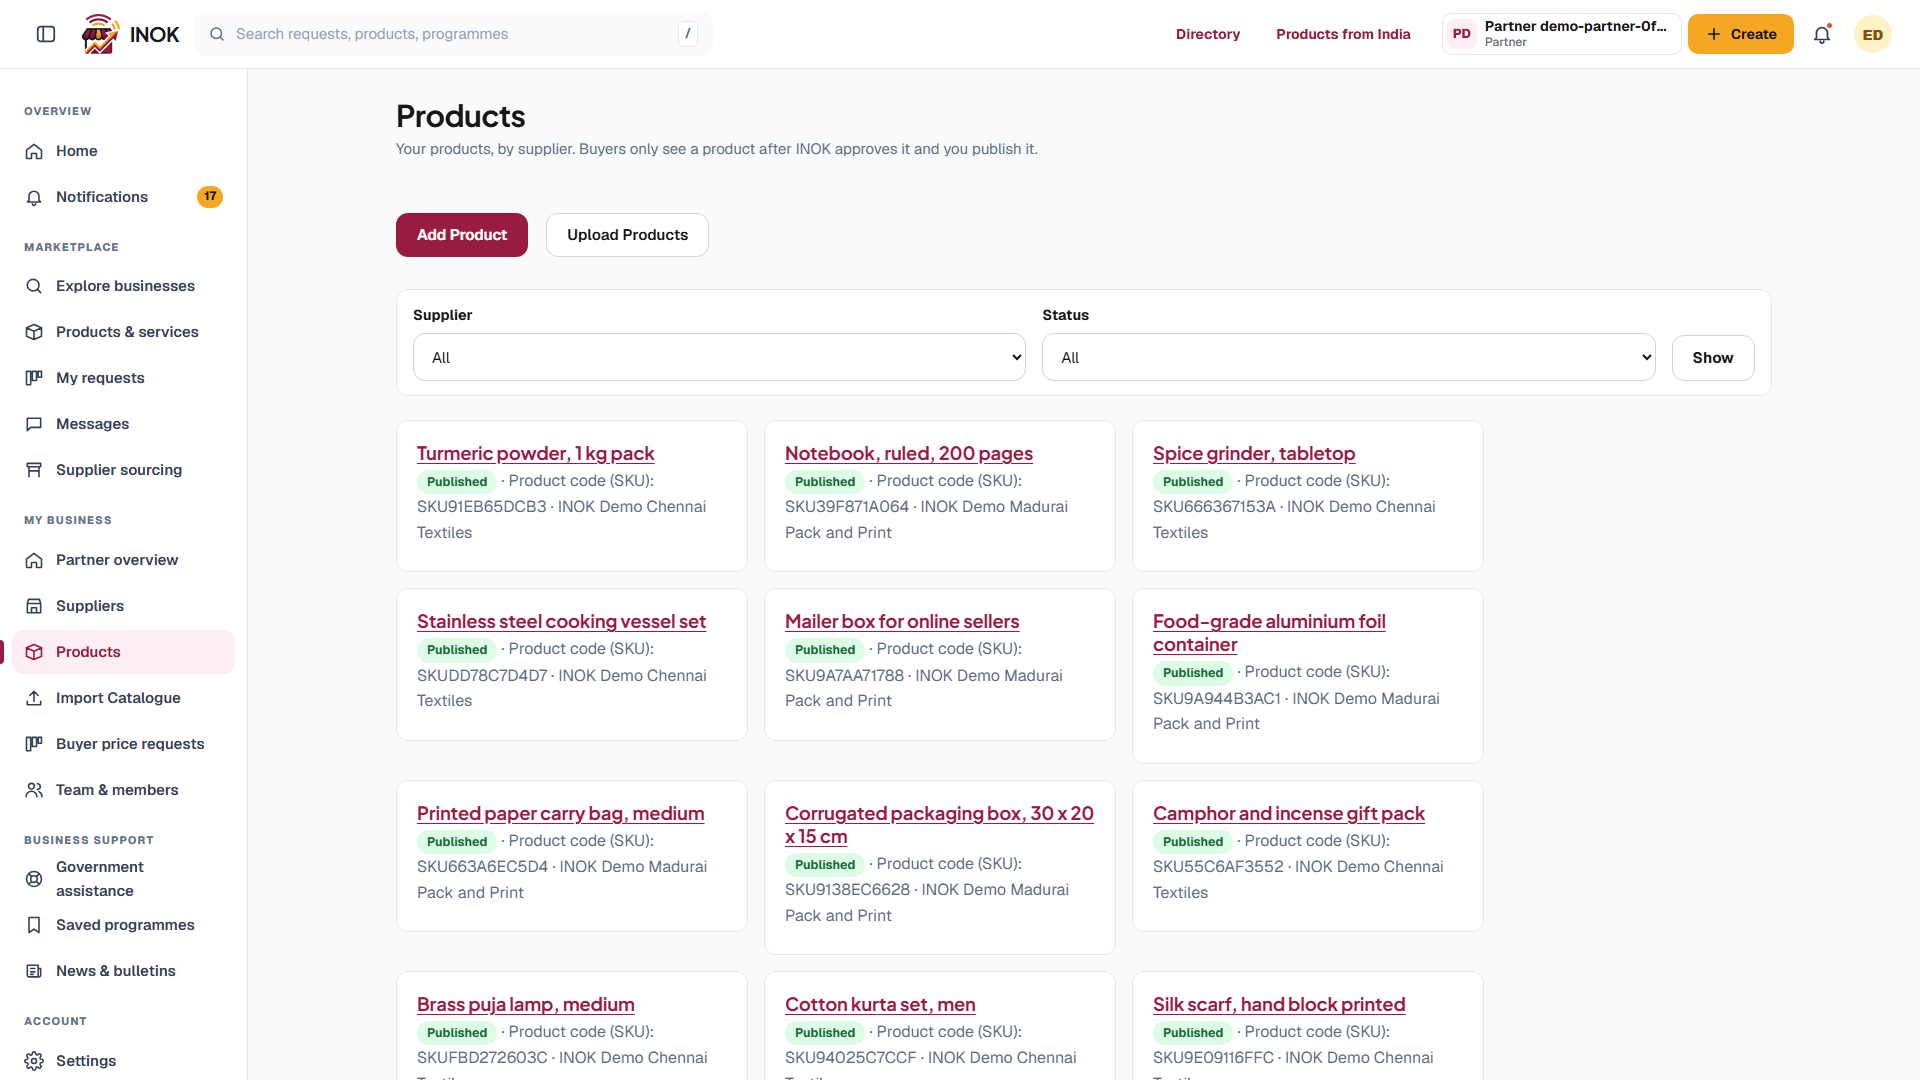 INOK
Search requests, products, programmes
/
Directory
Products from India
PD
Partner demo-partner-0f...
Partner
Create
ED
OVERVIEW
Home
Notifications
17
MARKETPLACE
Explore businesses
Products & services
My requests
Messages
Supplier sourcing
MY BUSINESS
Partner overview
Suppliers
Products
Import Catalogue
Buyer price requests
Team & members
BUSINESS SUPPORT
Government
assistance
Saved programmes
News & bulletins
ACCOUNT
Settings
Products
Your products, by supplier. Buyers only see a product after INOK approves it and you publish it.
Add Product
Upload Products
Supplier
All
Status
All
Show
Turmeric powder, 1 kg pack
Published · Product code (SKU):
SKU91EB65DCB3 · INOK Demo Chennai
Textiles
Notebook, ruled, 200 pages
Published · Product code (SKU):
SKU39F871A064 · INOK Demo Madurai
Pack and Print
Spice grinder, tabletop
Published · Product code (SKU):
SKU666367153A · INOK Demo Chennai
Textiles
Stainless steel cooking vessel set
Published · Product code (SKU):
SKUDD78C7D4D7 · INOK Demo Chennai
Textiles
Mailer box for online sellers
Published · Product code (SKU):
SKU9A7AA71788 · INOK Demo Madurai
Pack and Print
Food-grade aluminium foil
container
Published · Product code (SKU):
SKU9A944B3AC1 · INOK Demo Madurai
Pack and Print
Printed paper carry bag, medium
Published · Product code (SKU):
SKU663A6EC5D4 · INOK Demo Madurai
Pack and Print
Corrugated packaging box, 30 x 20
x 15 cm
Published · Product code (SKU):
SKU9138EC6628 · INOK Demo Madurai
Pack and Print
Camphor and incense gift pack
Published · Product code (SKU):
SKU55C6AF3552 · INOK Demo Chennai
Textiles
Brass puja lamp, medium
Published · Product code (SKU):
SKUFBD272603C · INOK Demo Chennai
Cotton kurta set, men
Published · Product code (SKU):
SKU94025C7CCF · INOK Demo Chennai
Silk scarf, hand block printed
Published · Product code (SKU):
SKU9E09116FFC · INOK Demo Chennai